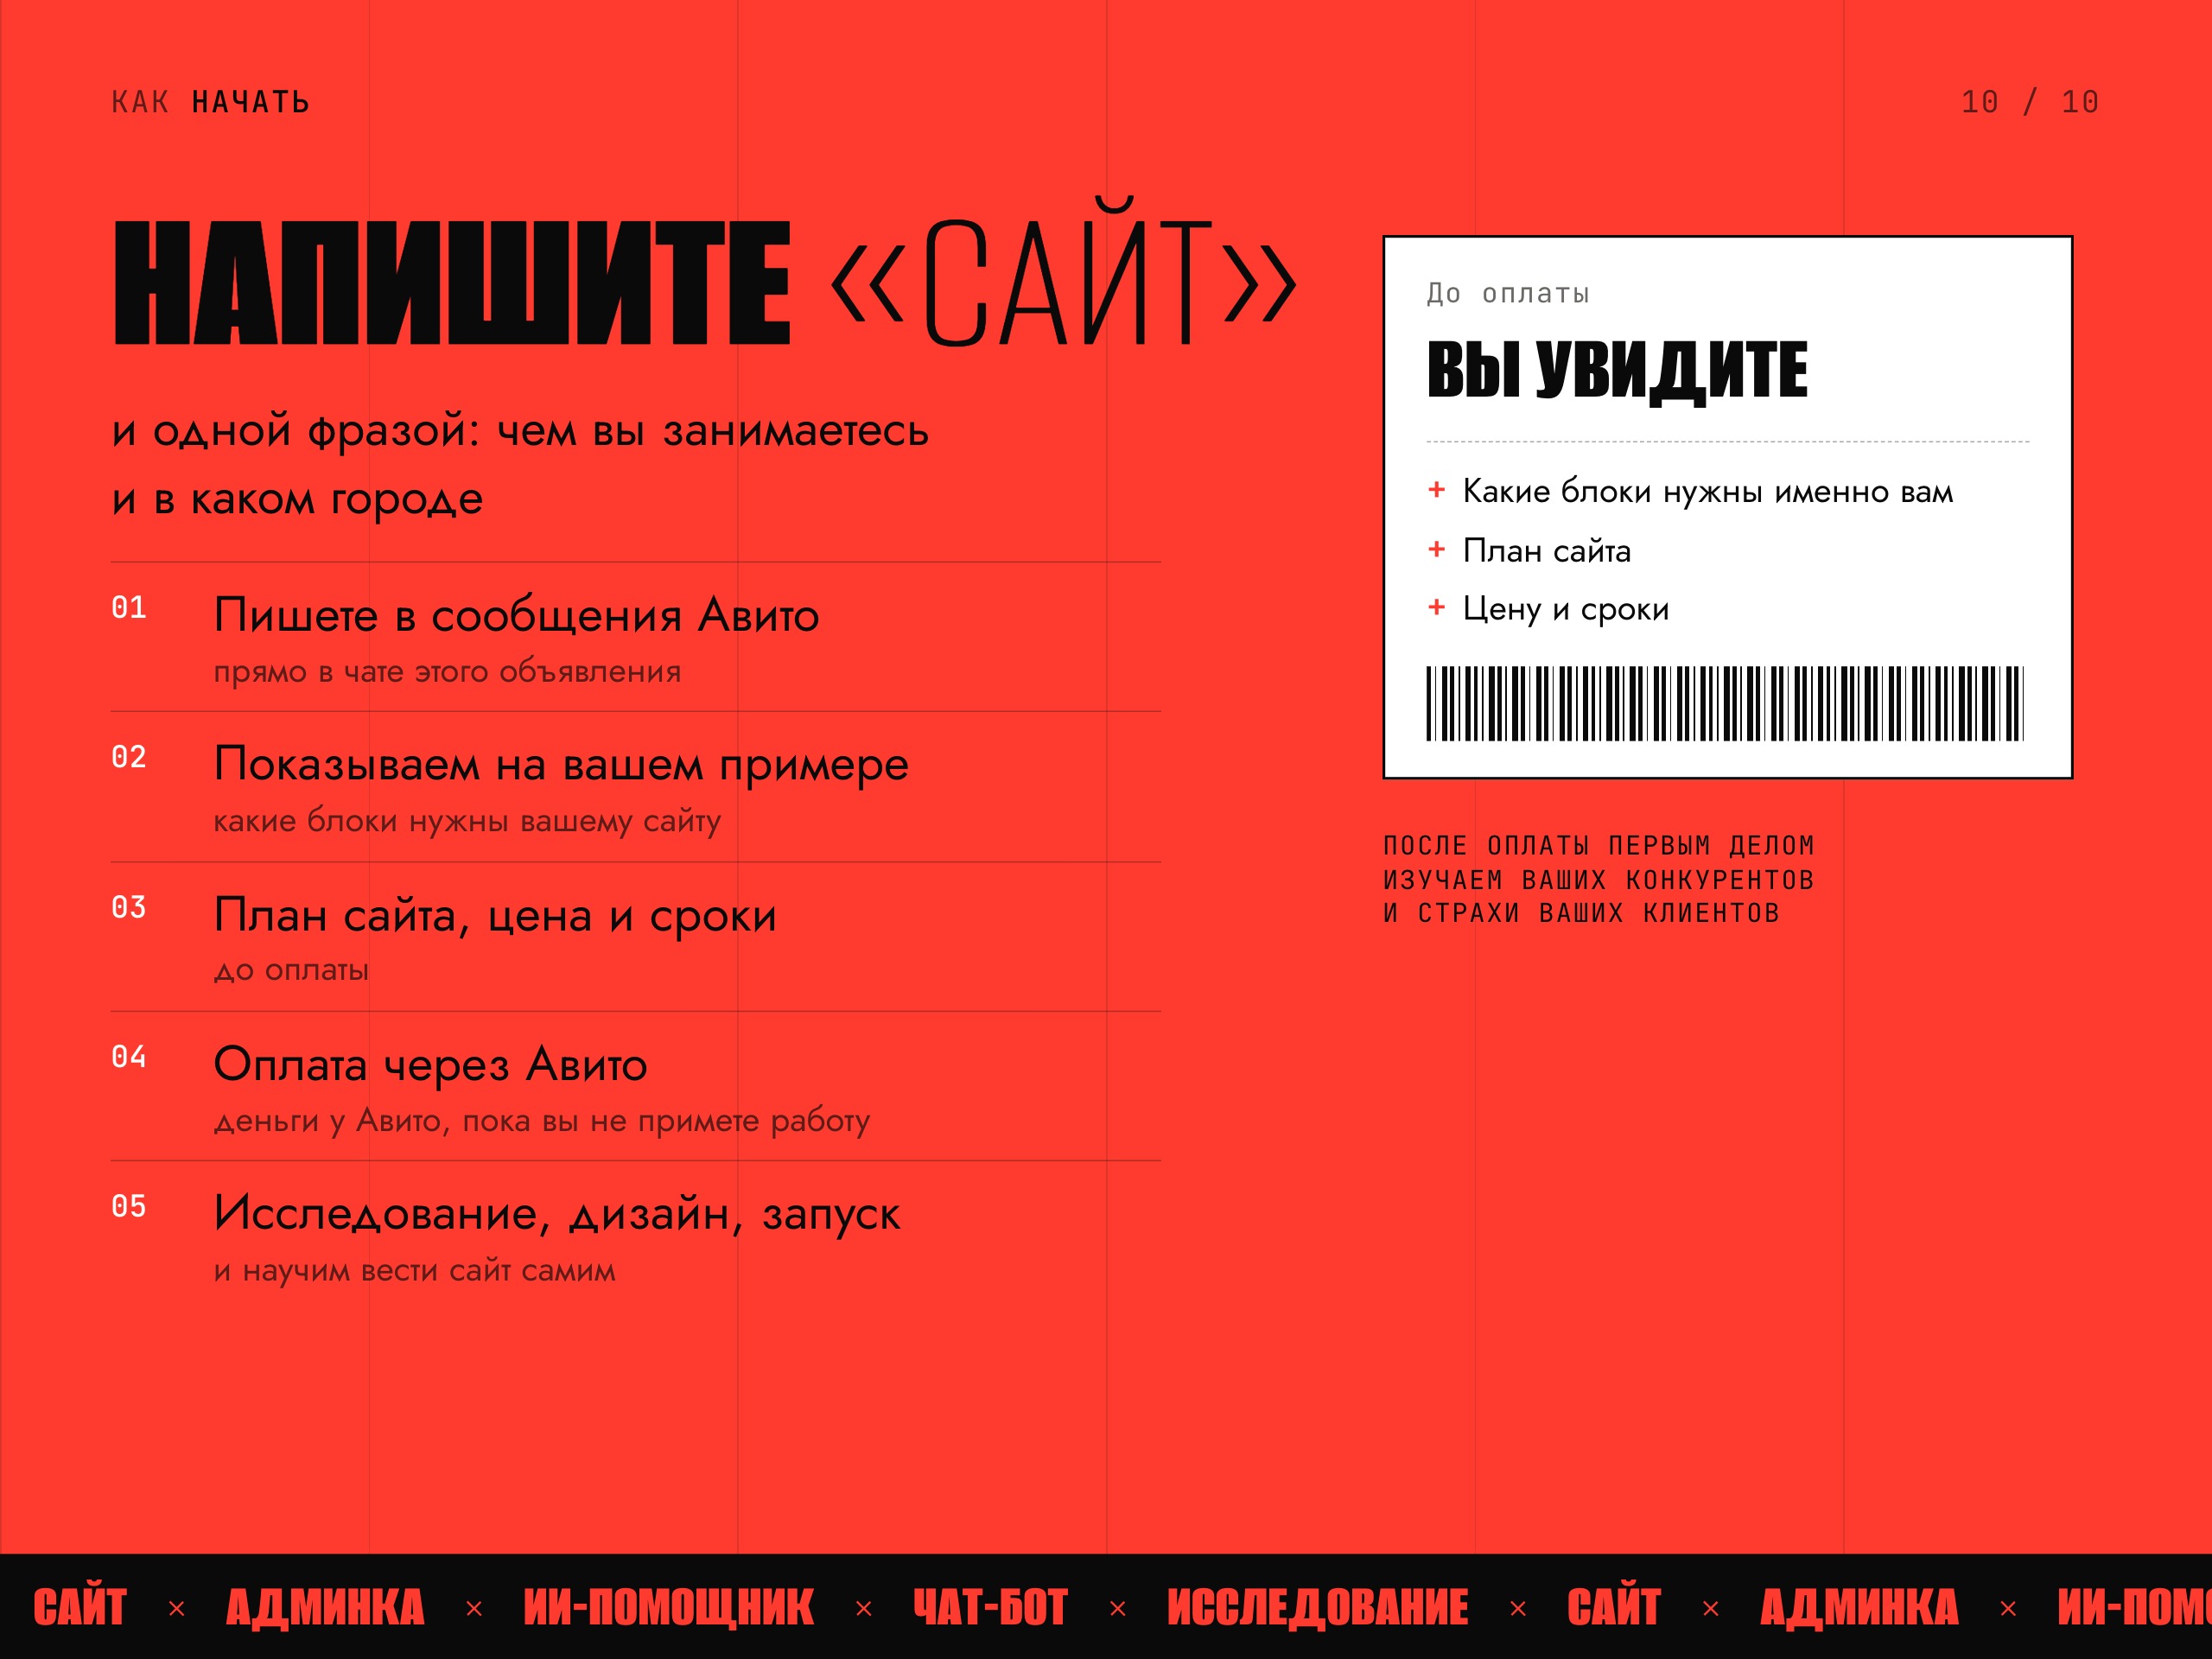 КАК НАЧАТЬ
10 / 10
НАПИШИТЕ «САЙТ»
и одной фразой: чем вы занимаетесь
и в каком городе
01 Пишете в сообщения Авито
прямо в чате этого объявления
02 Показываем на вашем примере
какие блоки нужны вашему сайту
03 План сайта, цена и сроки
до оплаты
04 Оплата через Авито
деньги у Авито, пока вы не примете работу
05 Исследование, дизайн, запуск
и научим вести сайт самим
До оплаты
ВЫ УВИДИТЕ
+ Какие блоки нужны именно вам
+ План сайта
+ Цену и сроки
ПОСЛЕ ОПЛАТЫ ПЕРВЫМ ДЕЛОМ
ИЗУЧАЕМ ВАШИХ КОНКУРЕНТОВ
И СТРАХИ ВАШИХ КЛИЕНТОВ
САЙТ × АДМИНКА × ИИ-ПОМОЩНИК × ЧАТ-БОТ × ИССЛЕДОВАНИЕ × САЙТ × АДМИНКА × ИИ-ПОМО